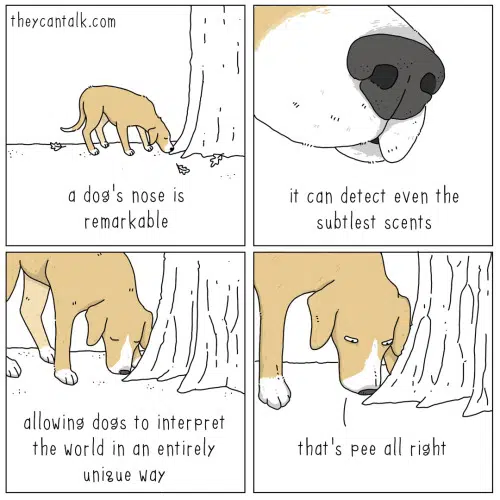 theycantalk.com
a dog's nose is
remarkable
it can detect even the
subtlest scents
allowing dogs to interpret
the world in an entirely
unique way
that's pee all right